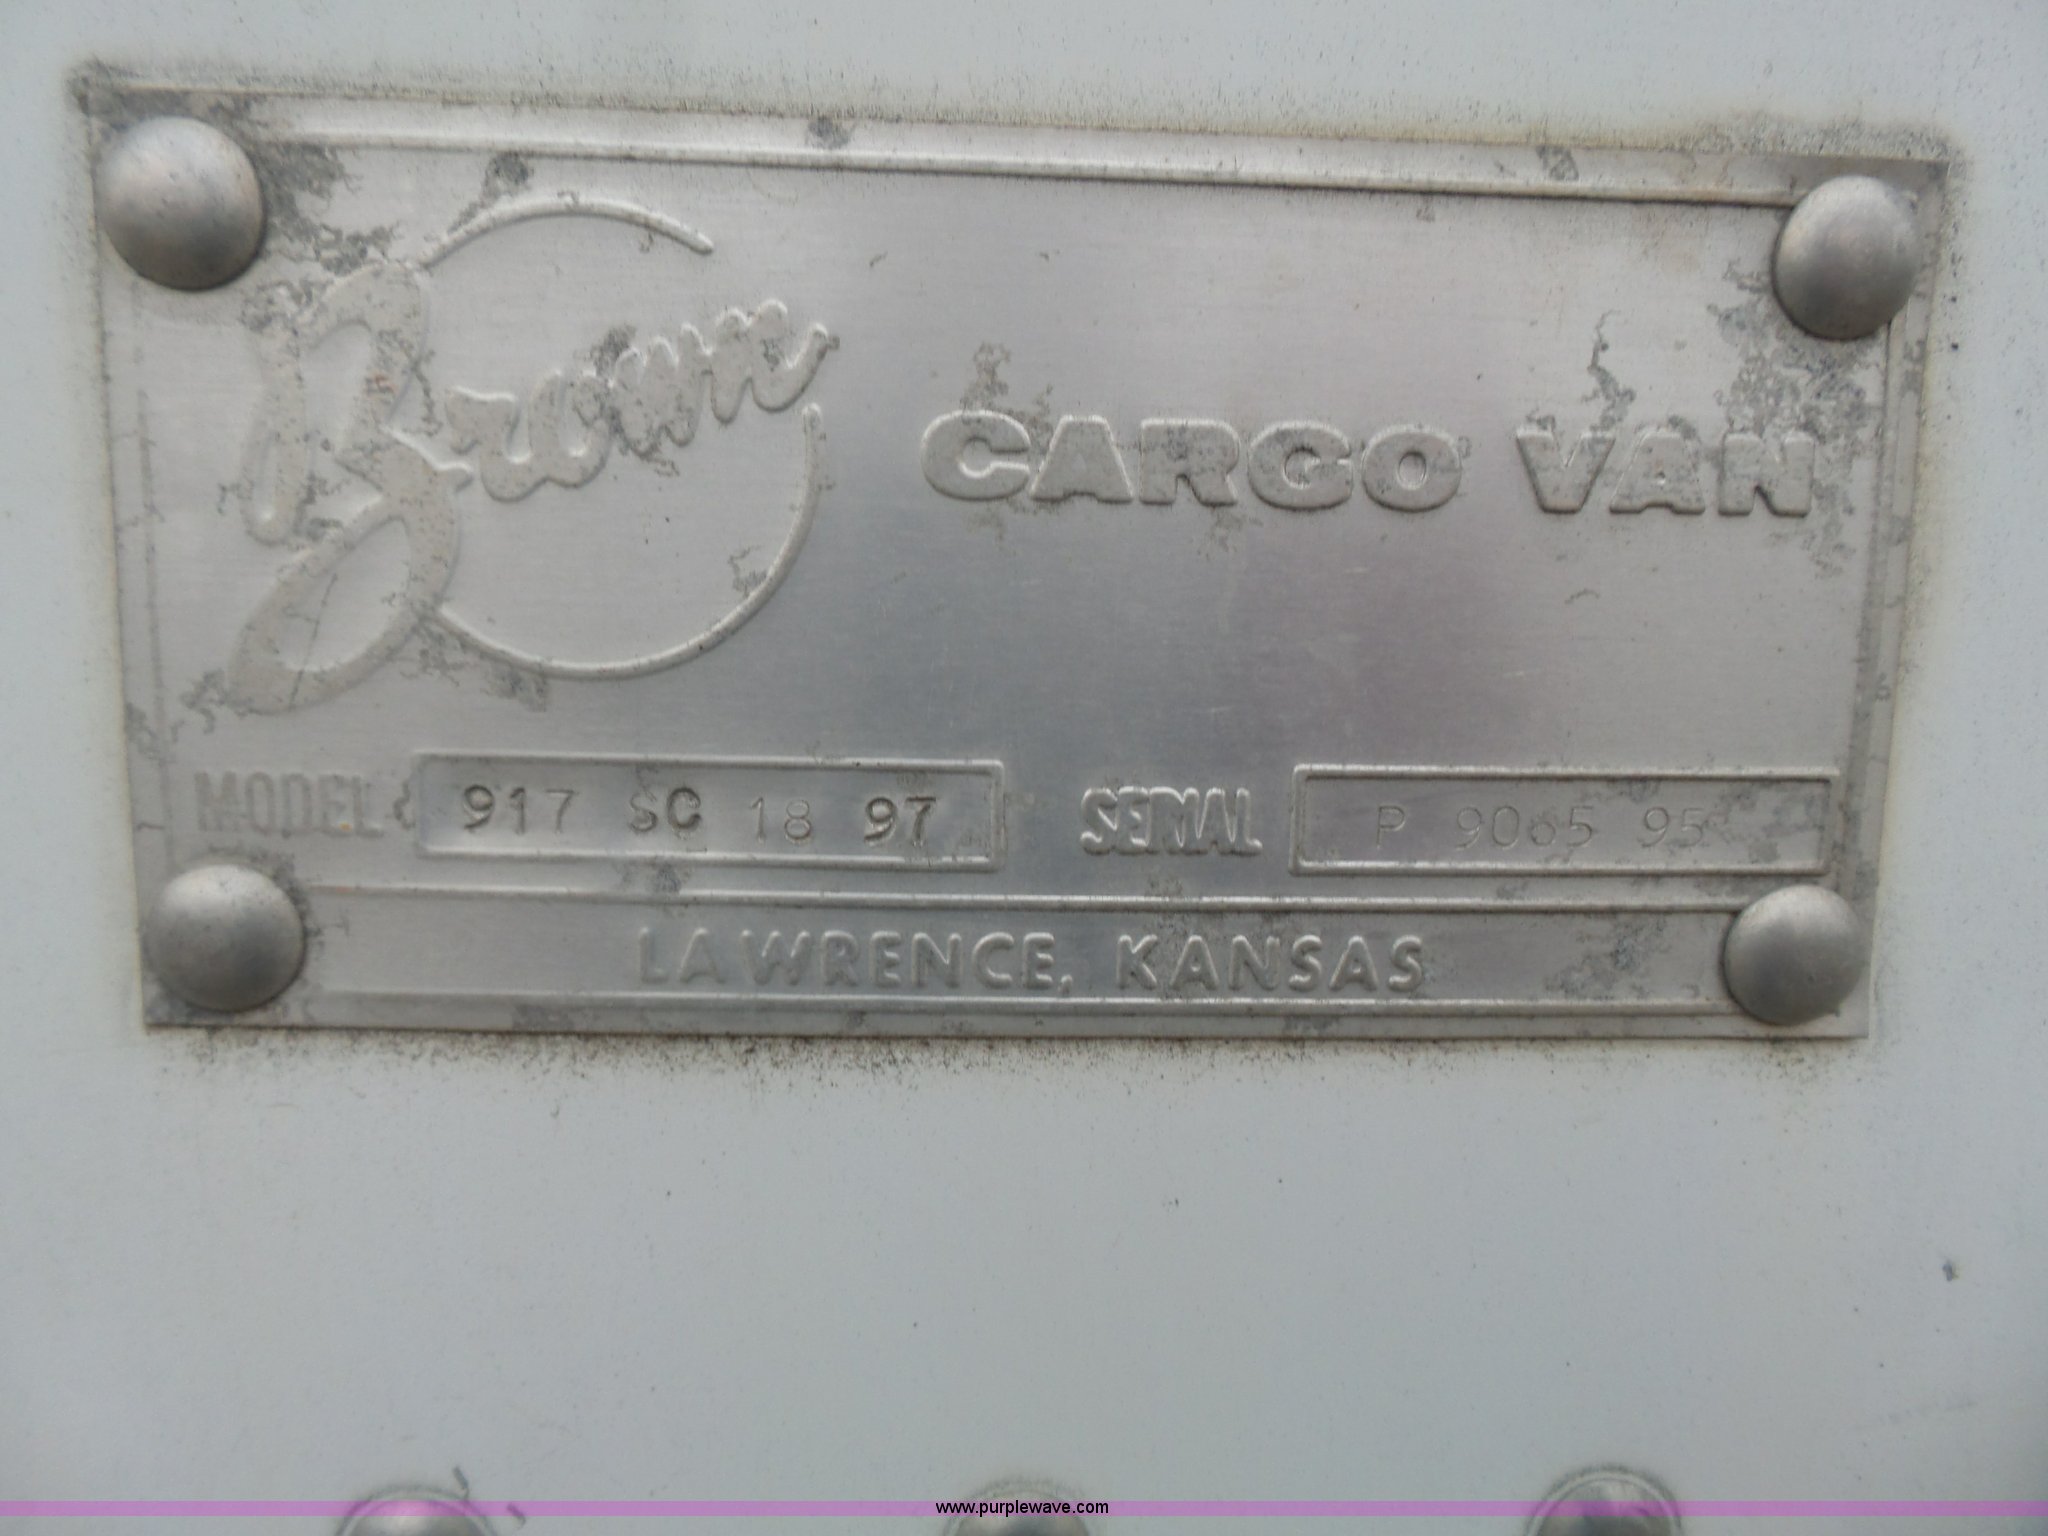 Brown CARGO VAN
MODEL 917 SC 18 97 SERIAL P 9065 95
LAWRENCE, KANSAS
www.purplewave.com